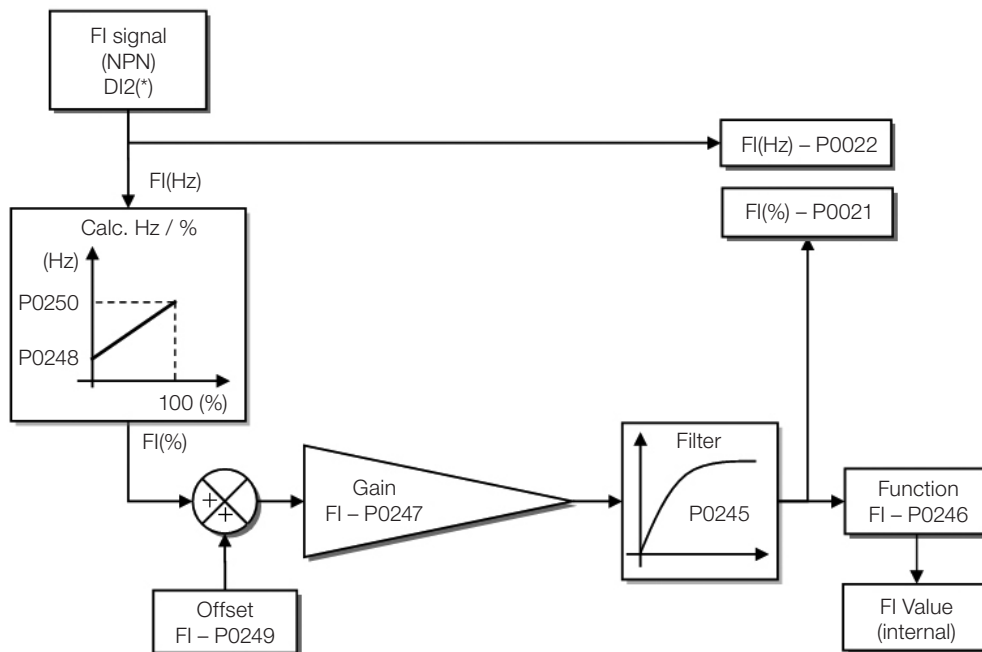 FI signal
(NPN)
DI2(*)
FI(Hz) – P0022
FI(Hz)
FI(%) – P0021
Calc. Hz / %
(Hz)
P0250
P0248
100 (%)
FI(%)
+
+
Gain
FI – P0247
Filter
P0245
Function
FI – P0246
Offset
FI – P0249
FI Value
(internal)